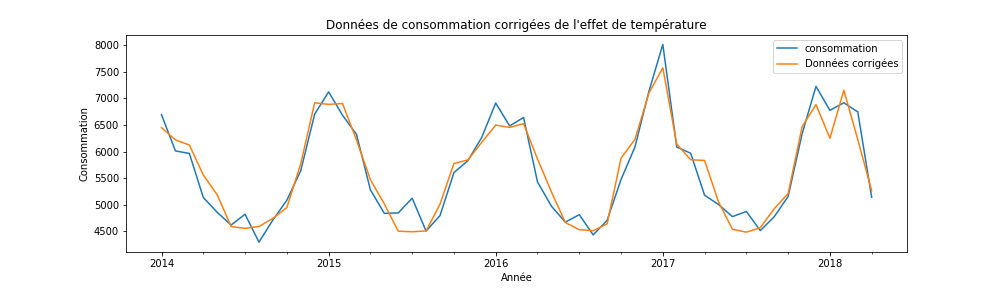 Données de consommation corrigées de l'effet de température
consommation
Données corrigées
8000
7500
7000
6500
6000
5500
5000
4500
Consommation
2014
2015
2016
2017
2018
Année